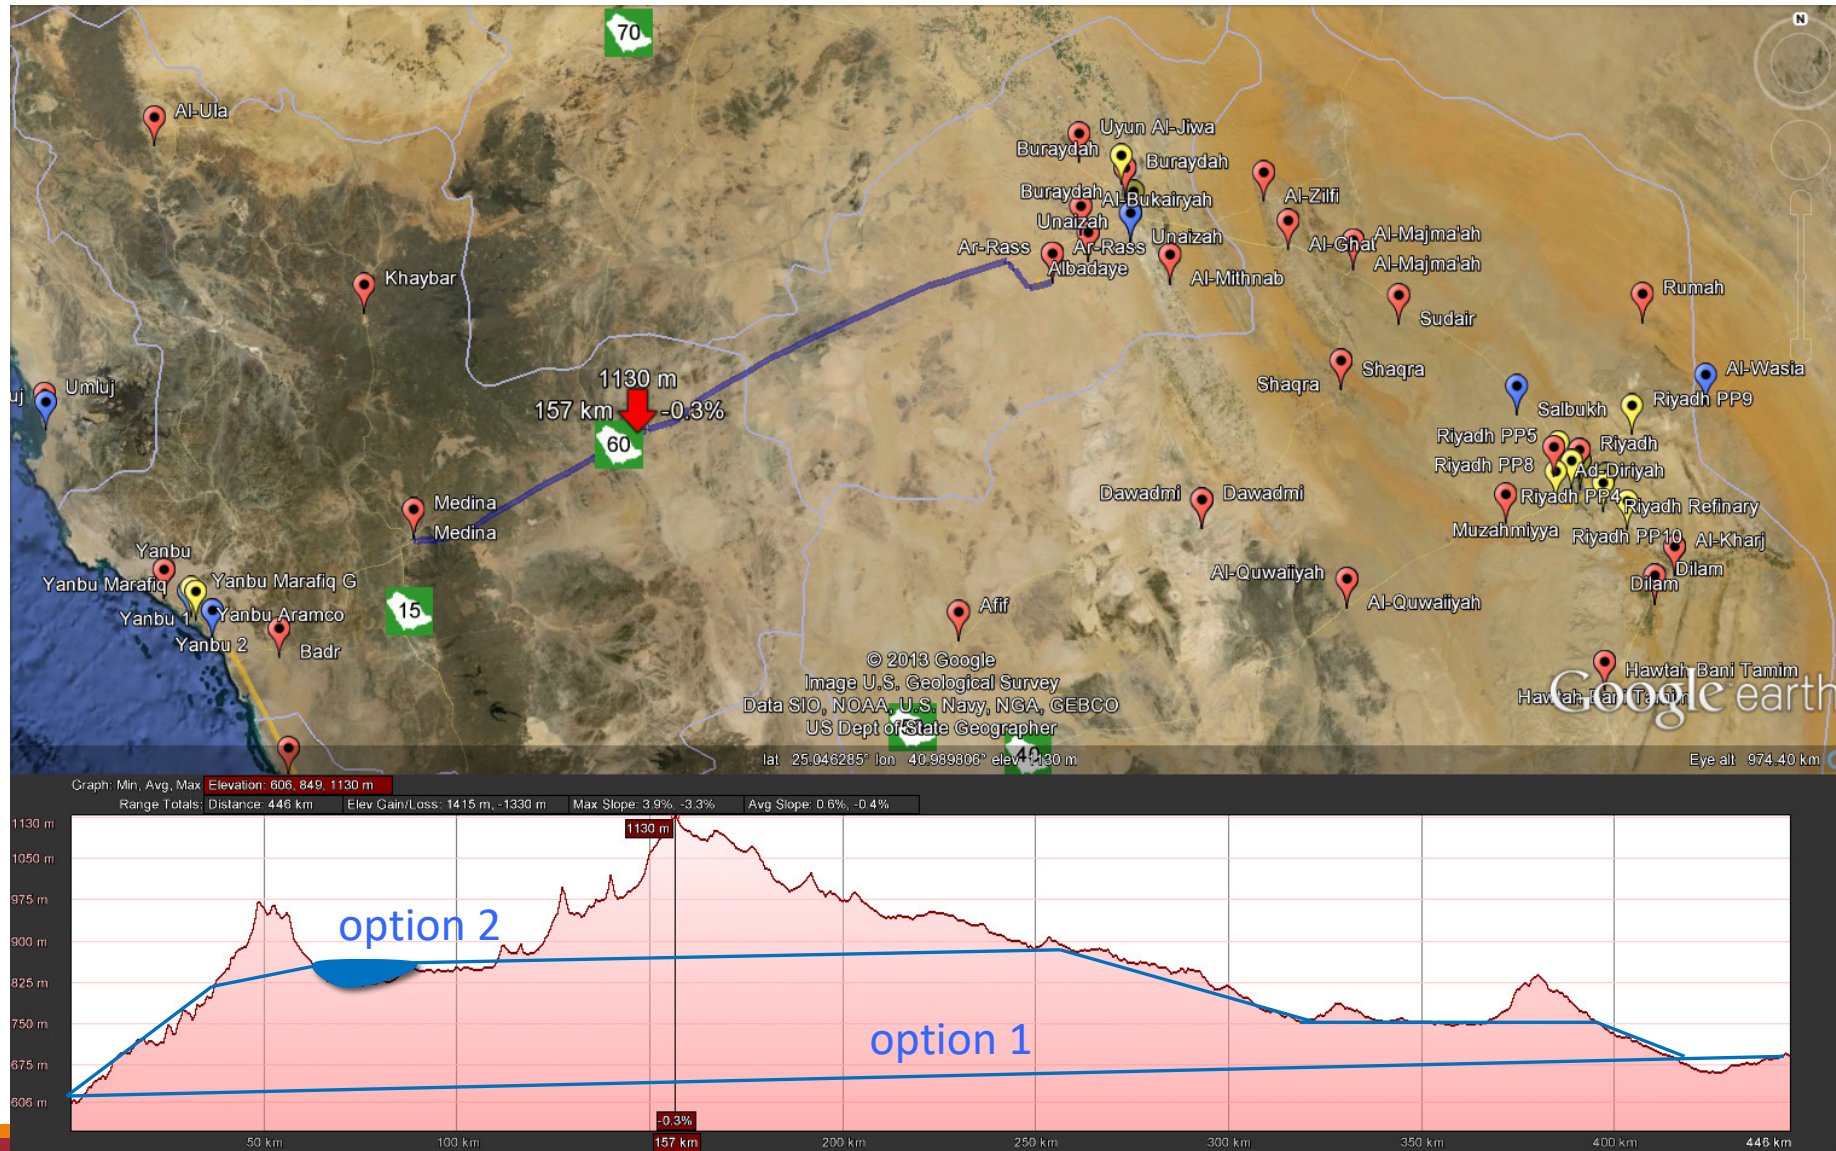 70
N
Al-Ula
Uyun Al-Jiwa
Buraydah
Buraydah
Buraydah
Al-Bukairyah
Al-Zilfi
Unaizah
Unaizah
Ar-Rass
Ar-Rass
Albadaye
Al-Mithnab
Al-Ghat
Al-Majma'ah
Al-Majma'ah
Khaybar
Rumah
Sudair
Umluj
uj
1130 m
157 km
-0.3%
60
Shaqra
Shaqra
Al-Wasia
Salbukh
Riyadh PP9
Riyadh PP5
Riyadh
Riyadh PP8
Ad-Diriyah
Medina
Medina
Dawadmi
Dawadmi
Riyadh PP4
Riyadh Refinary
Muzahmiyya
Riyadh PP10
Al-Kharj
Yanbu
Yanbu Marafiq
Yanbu Marafiq G
Al-Quwaiiyah
Al-Quwaiiyah
Dilam
Dilam
15
Yanbu 1
Yanbu Aramco
Yanbu 2
Badr
Afif
© 2013 Google
Image U.S. Geological Survey
Data SIO, NOAA, U.S. Navy, NGA, GEBCO
US Dept of State Geographer
Hawtah Bani Tamim
Hawtah Bani Tamim
Google earth
40
lat 25.046285° lon 40.989806° elev 1130 m
Eye alt 974.40 km
Graph: Min, Avg, Max Elevation: 606, 849, 1130 m
Range Totals: Distance: 446 km Elev Gain/Loss: 1415 m, -1330 m Max Slope: 3.9%, -3.3% Avg Slope: 0.6%, -0.4%
1130 m
1130 m
1050 m
975 m
option 2
900 m
825 m
750 m
option 1
675 m
606 m
-0.3%
50 km 100 km 157 km 200 km 250 km 300 km 350 km 400 km 446 km